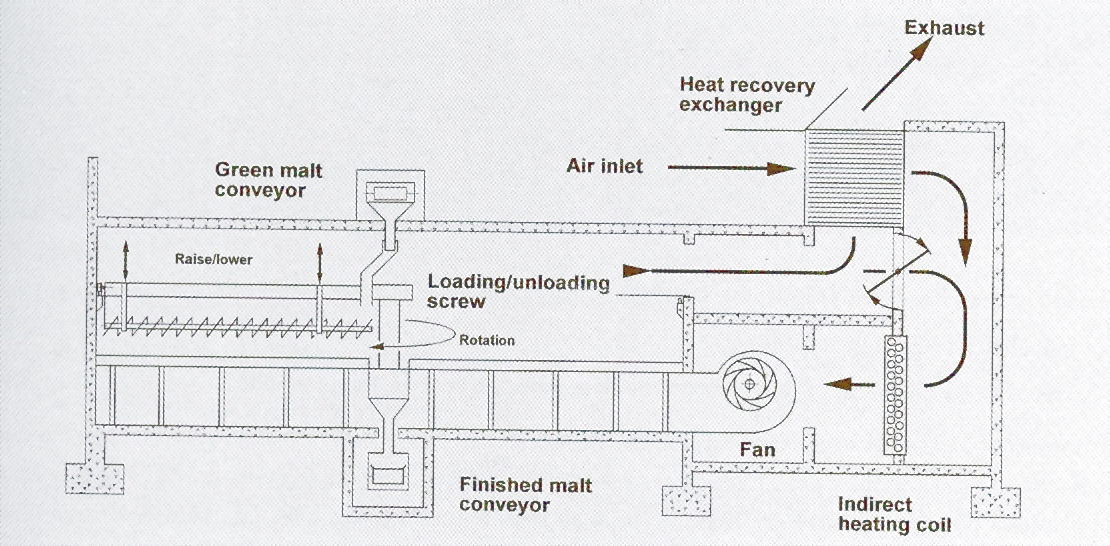 Exhaust
Heat recovery
exchanger
Air inlet
Green malt
conveyor
Raise/lower
Loading/unloading
screw
Rotation
Fan
Finished malt
conveyor
Indirect
heating coil